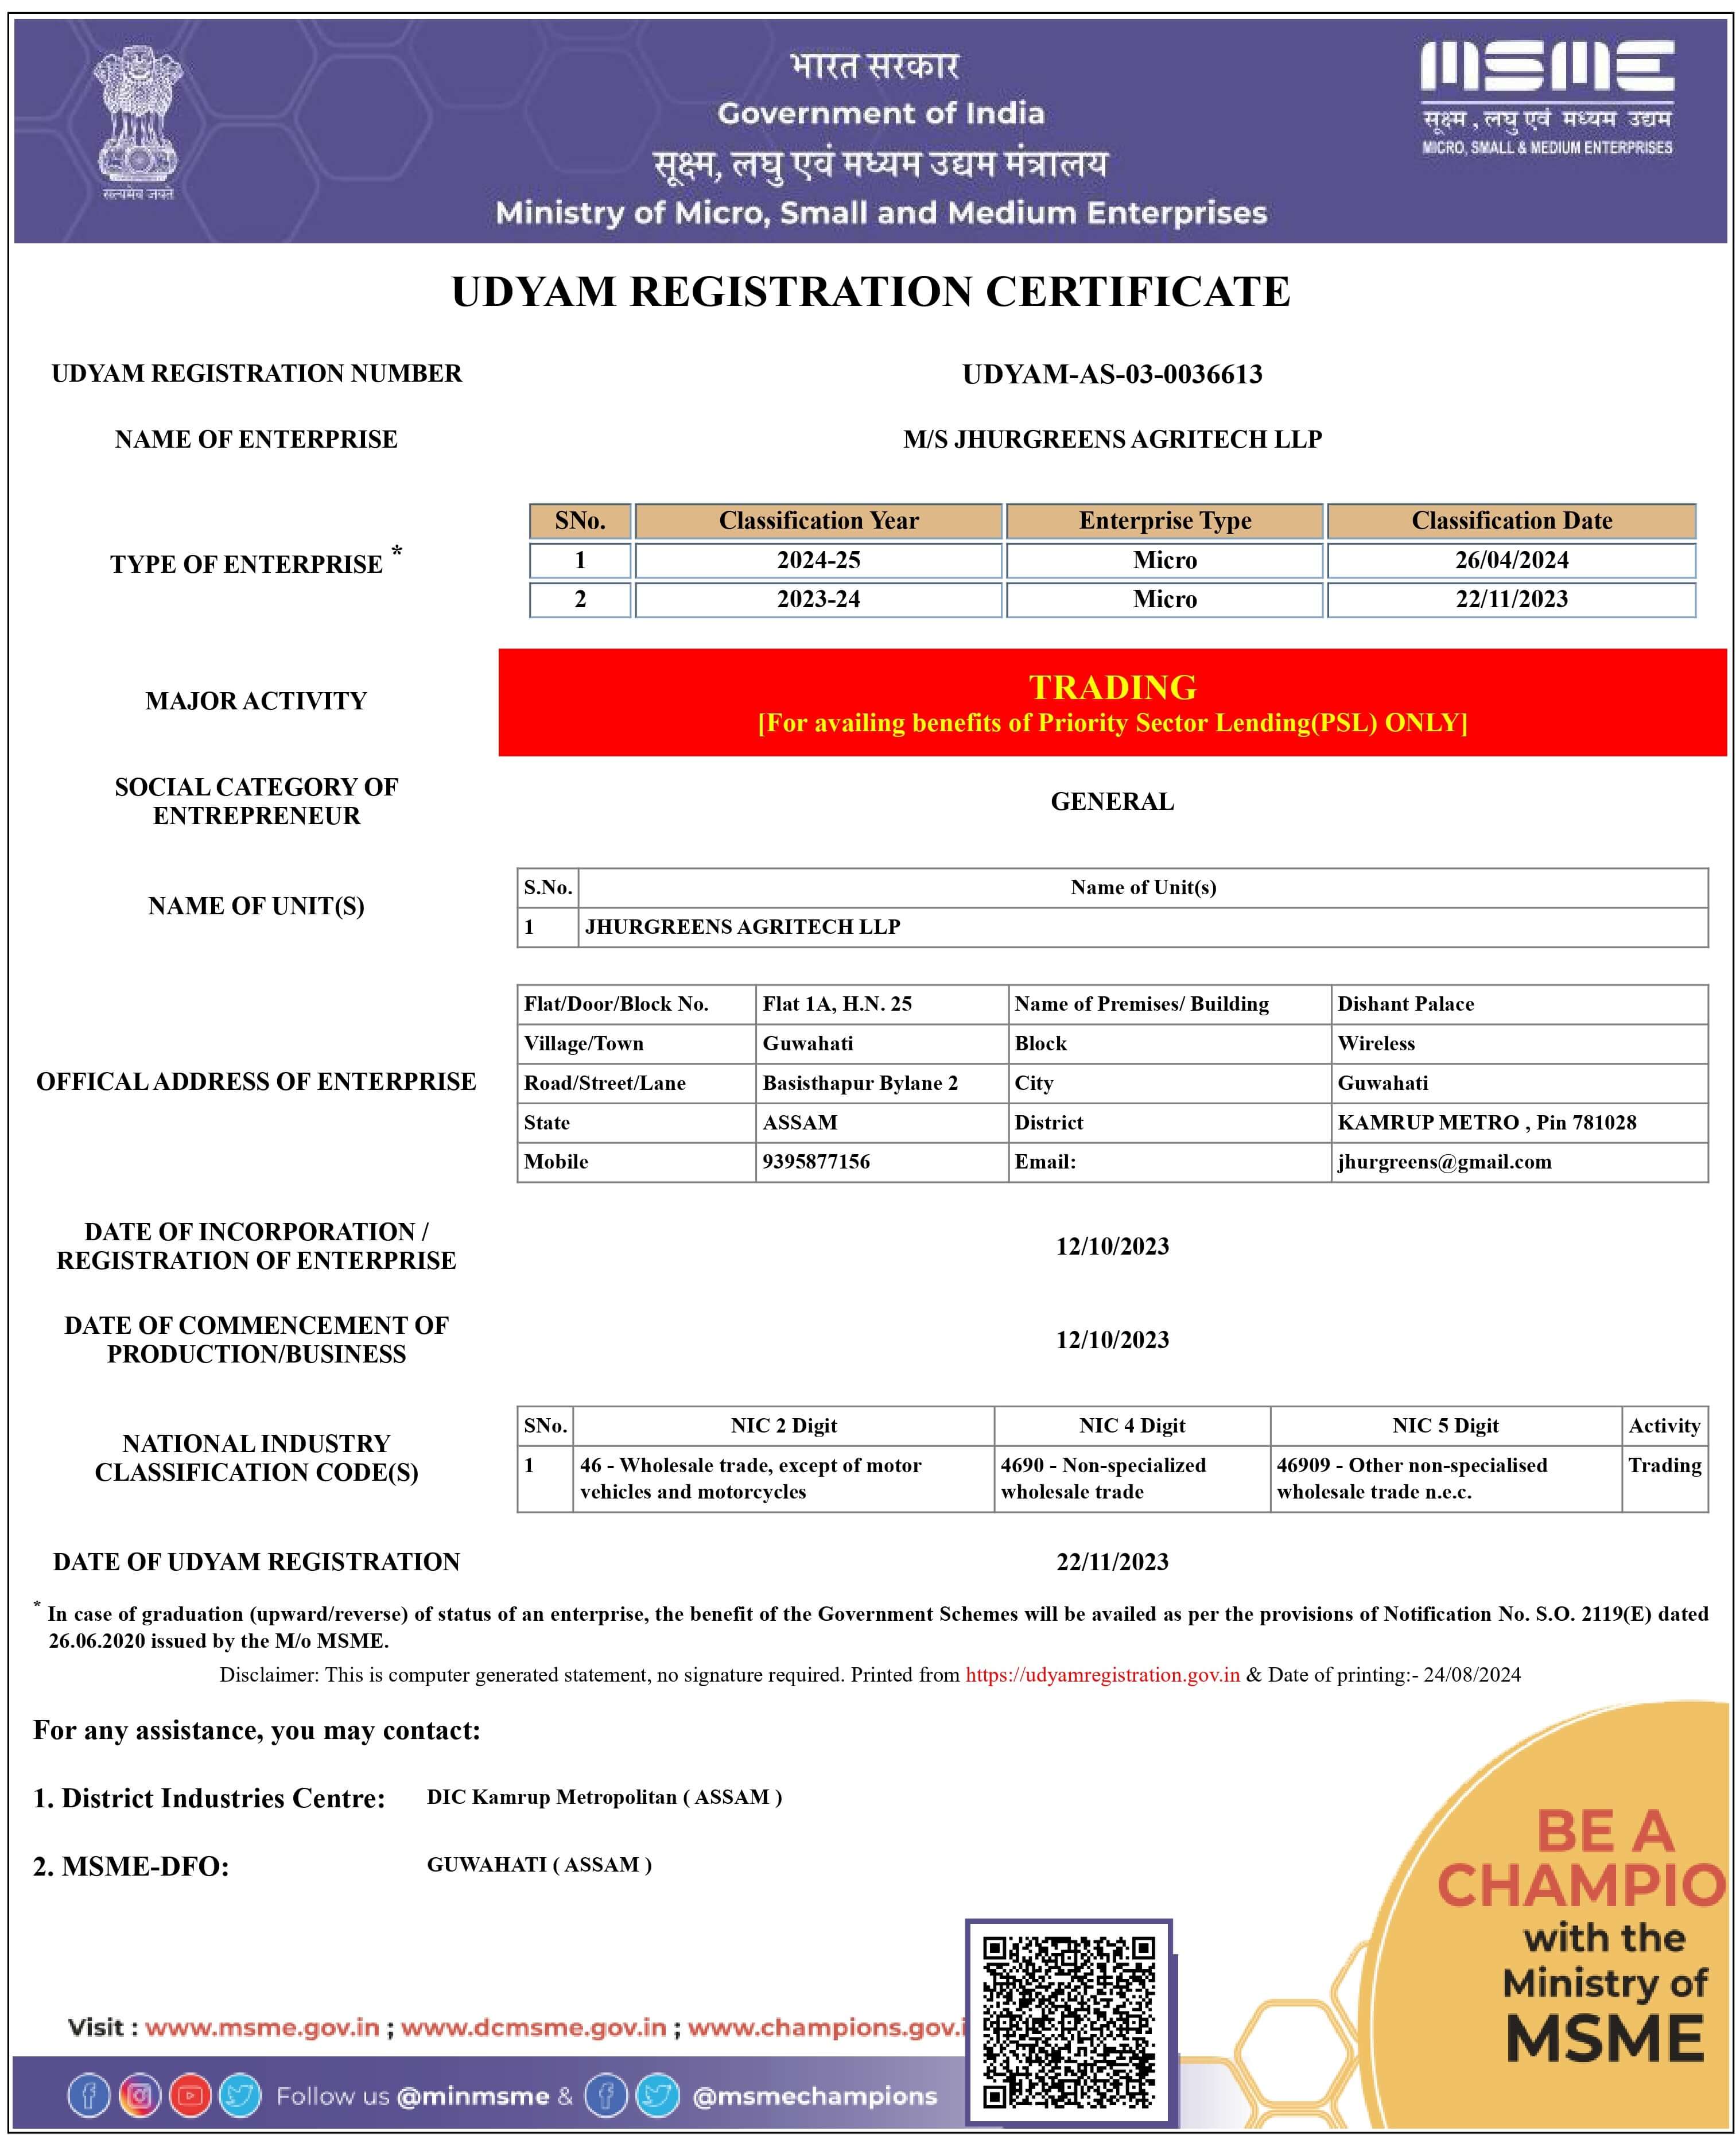 भारत सरकार
Government of India
सूक्ष्म, लघु एवं मध्यम उद्यम मंत्रालय
Ministry of Micro, Small and Medium Enterprises
सत्यमेव जयते
MSME
सूक्ष्म , लघु एवं मध्यम उद्यम
MICRO, SMALL & MEDIUM ENTERPRISES
UDYAM REGISTRATION CERTIFICATE
UDYAM REGISTRATION NUMBER UDYAM-AS-03-0036613
NAME OF ENTERPRISE M/S JHURGREENS AGRITECH LLP
TYPE OF ENTERPRISE *
SNo. Classification Year Enterprise Type Classification Date
1 2024-25 Micro 26/04/2024
2 2023-24 Micro 22/11/2023
MAJOR ACTIVITY
TRADING
[For availing benefits of Priority Sector Lending(PSL) ONLY]
SOCIAL CATEGORY OF
ENTREPRENEUR
GENERAL
NAME OF UNIT(S)
S.No. Name of Unit(s)
1 JHURGREENS AGRITECH LLP
OFFICAL ADDRESS OF ENTERPRISE
Flat/Door/Block No. Flat 1A, H.N. 25 Name of Premises/ Building Dishant Palace
Village/Town Guwahati Block Wireless
Road/Street/Lane Basisthapur Bylane 2 City Guwahati
State ASSAM District KAMRUP METRO , Pin 781028
Mobile 9395877156 Email: jhurgreens@gmail.com
DATE OF INCORPORATION /
REGISTRATION OF ENTERPRISE
12/10/2023
DATE OF COMMENCEMENT OF
PRODUCTION/BUSINESS
12/10/2023
NATIONAL INDUSTRY
CLASSIFICATION CODE(S)
SNo. NIC 2 Digit NIC 4 Digit NIC 5 Digit Activity
1 46 - Wholesale trade, except of motor 4690 - Non-specialized 46909 - Other non-specialised Trading
vehicles and motorcycles wholesale trade wholesale trade n.e.c.
DATE OF UDYAM REGISTRATION 22/11/2023
* In case of graduation (upward/reverse) of status of an enterprise, the benefit of the Government Schemes will be availed as per the provisions of Notification No. S.O. 2119(E) dated
26.06.2020 issued by the M/o MSME.
Disclaimer: This is computer generated statement, no signature required. Printed from https://udyamregistration.gov.in & Date of printing:- 24/08/2024
For any assistance, you may contact:
1. District Industries Centre: DIC Kamrup Metropolitan ( ASSAM )
2. MSME-DFO: GUWAHATI ( ASSAM )
BE A
CHAMPIO
with the
Ministry of
MSME
Visit : www.msme.gov.in ; www.dcmsme.gov.in ; www.champions.gov.i
Follow us @minmsme & @msmechampions